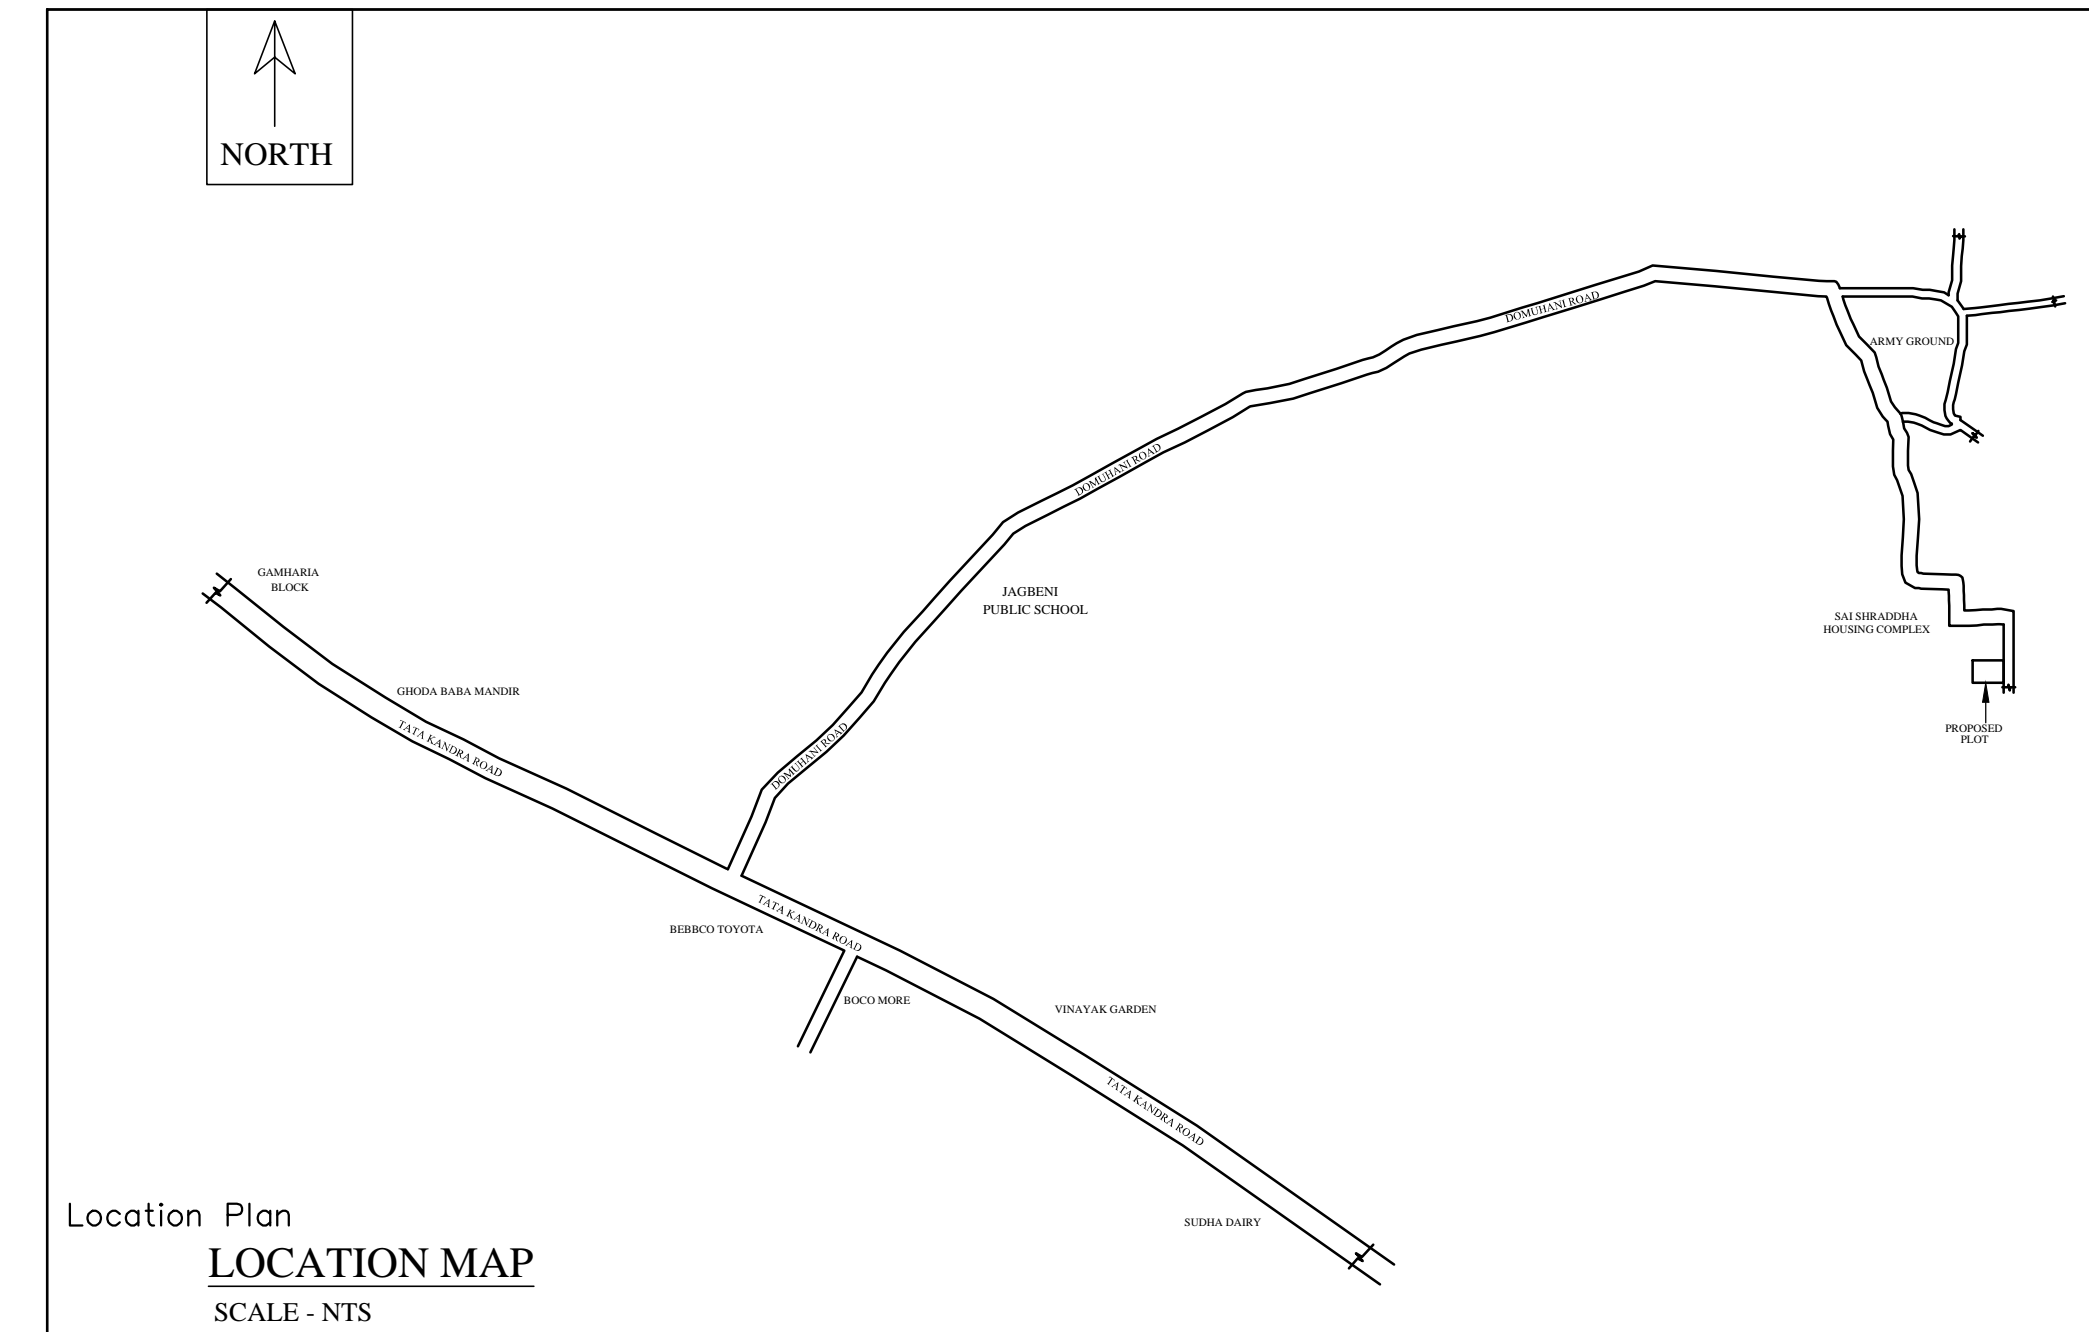 NORTH
DOMUHANI ROAD
ARMY GROUND
DOMUHANI ROAD
GAMHARIA
BLOCK
JAGBENI
PUBLIC SCHOOL
SAI SHRADDHA
HOUSING COMPLEX
GHODA BABA MANDIR
TATA KANDRA ROAD
DOMUHANI ROAD
PROPOSED
PLOT
BEBBCO TOYOTA
TATA KANDRA ROAD
BOCO MORE
VINAYAK GARDEN
TATA KANDRA ROAD
SUDHA DAIRY
Location Plan
LOCATION MAP
SCALE - NTS